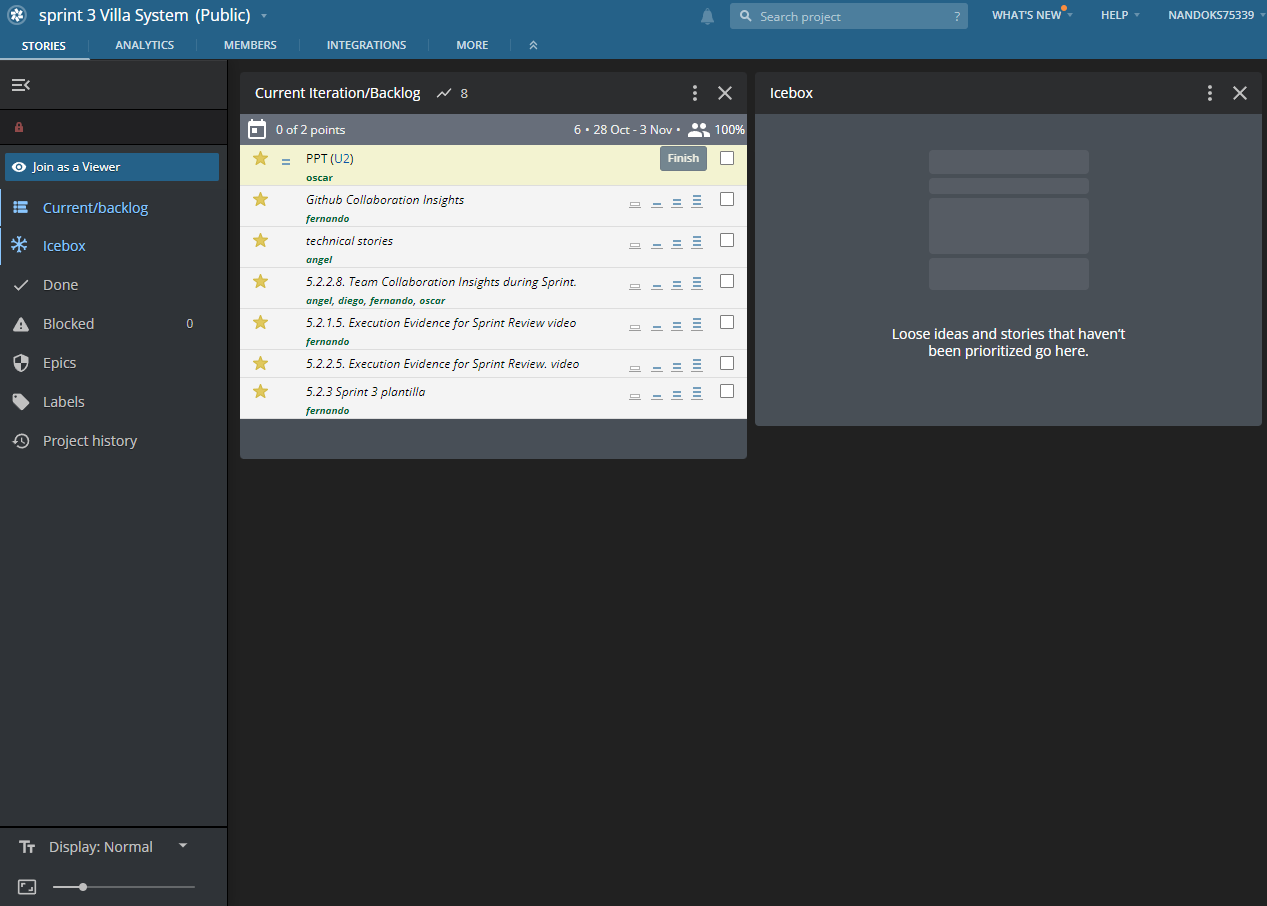 sprint 3 Villa System (Public)
Search project ?
WHAT'S NEW
HELP
NANDOKS75339
STORIES
ANALYTICS
MEMBERS
INTEGRATIONS
MORE
Join as a Viewer
Current/backlog
Icebox
Done
Blocked 0
Epics
Labels
Project history
Display: Normal
Current Iteration/Backlog 8
0 of 2 points 6 • 28 Oct - 3 Nov • 100%
PPT (U2) Finish
oscar
Github Collaboration Insights
fernando
technical stories
angel
5.2.2.8. Team Collaboration Insights during Sprint.
angel, diego, fernando, oscar
5.2.1.5. Execution Evidence for Sprint Review video
fernando
5.2.2.5. Execution Evidence for Sprint Review. video
5.2.3 Sprint 3 plantilla
fernando
Icebox
Loose ideas and stories that haven't
been prioritized go here.